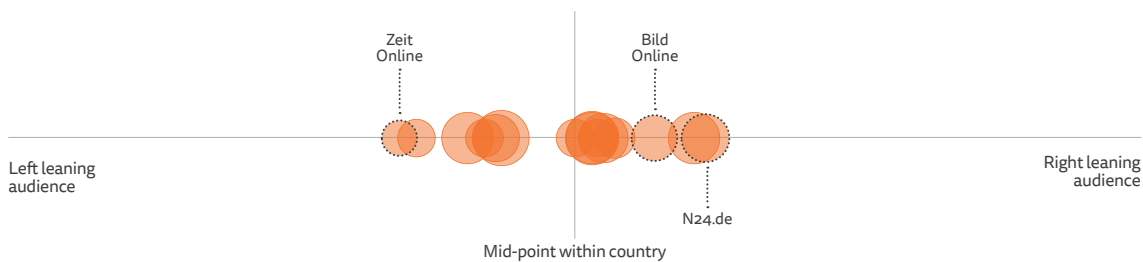 Zeit
Online
Bild
Online
Left leaning
audience
Right leaning
audience
N24.de
Mid-point within country